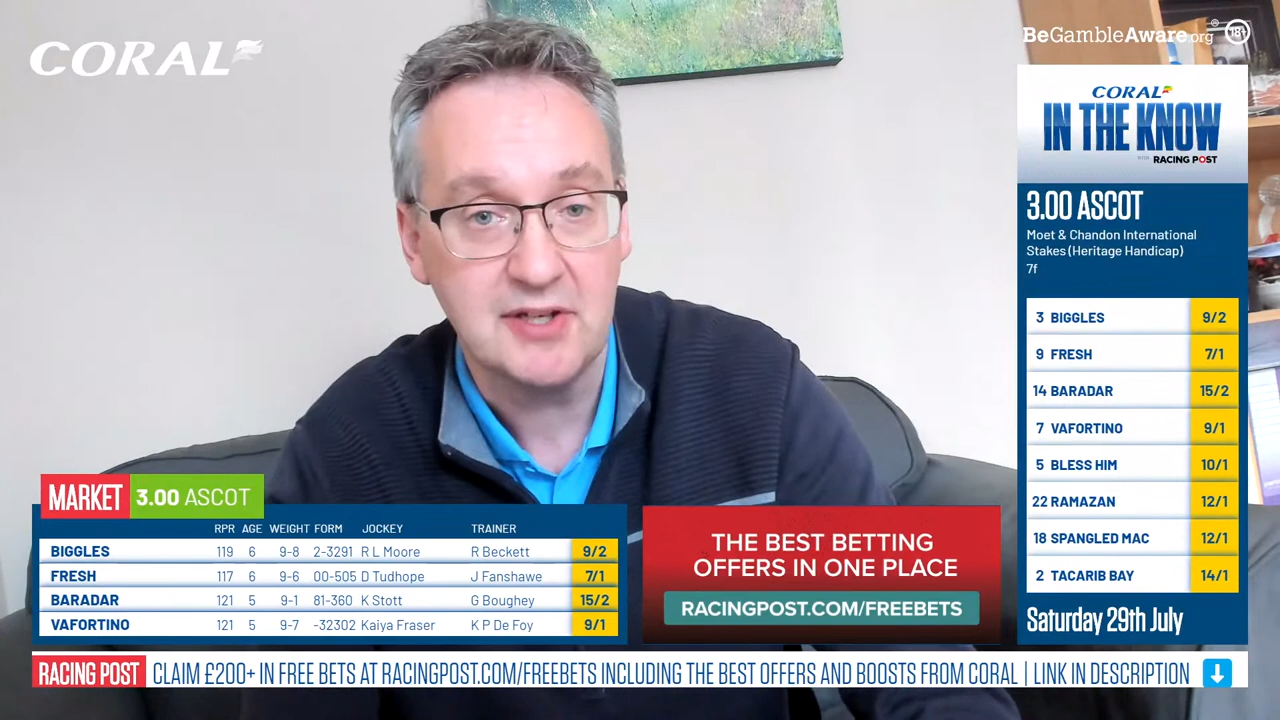 CORAL
BeGambleAware.org® 18+
CORAL
IN THE KNOW
WITH RACING POST
3.00 ASCOT
Moet & Chandon International
Stakes (Heritage Handicap)
7f
3 BIGGLES 9/2
9 FRESH 7/1
14 BARADAR 15/2
7 VAFORTINO 9/1
5 BLESS HIM 10/1
22 RAMAZAN 12/1
18 SPANGLED MAC 12/1
2 TACARIB BAY 14/1
Saturday 29th July
MARKET 3.00 ASCOT
RPR AGE WEIGHT FORM JOCKEY TRAINER
BIGGLES 119 6 9-8 2-3291 R L Moore R Beckett 9/2
FRESH 117 6 9-6 00-505 D Tudhope J Fanshawe 7/1
BARADAR 121 5 9-1 81-360 K Stott G Boughey 15/2
VAFORTINO 121 5 9-7 -32302 Kaiya Fraser K P De Foy 9/1
THE BEST BETTING
OFFERS IN ONE PLACE
RACINGPOST.COM/FREEBETS
RACING POST CLAIM £200+ IN FREE BETS AT RACINGPOST.COM/FREEBETS INCLUDING THE BEST OFFERS AND BOOSTS FROM CORAL | LINK IN DESCRIPTION